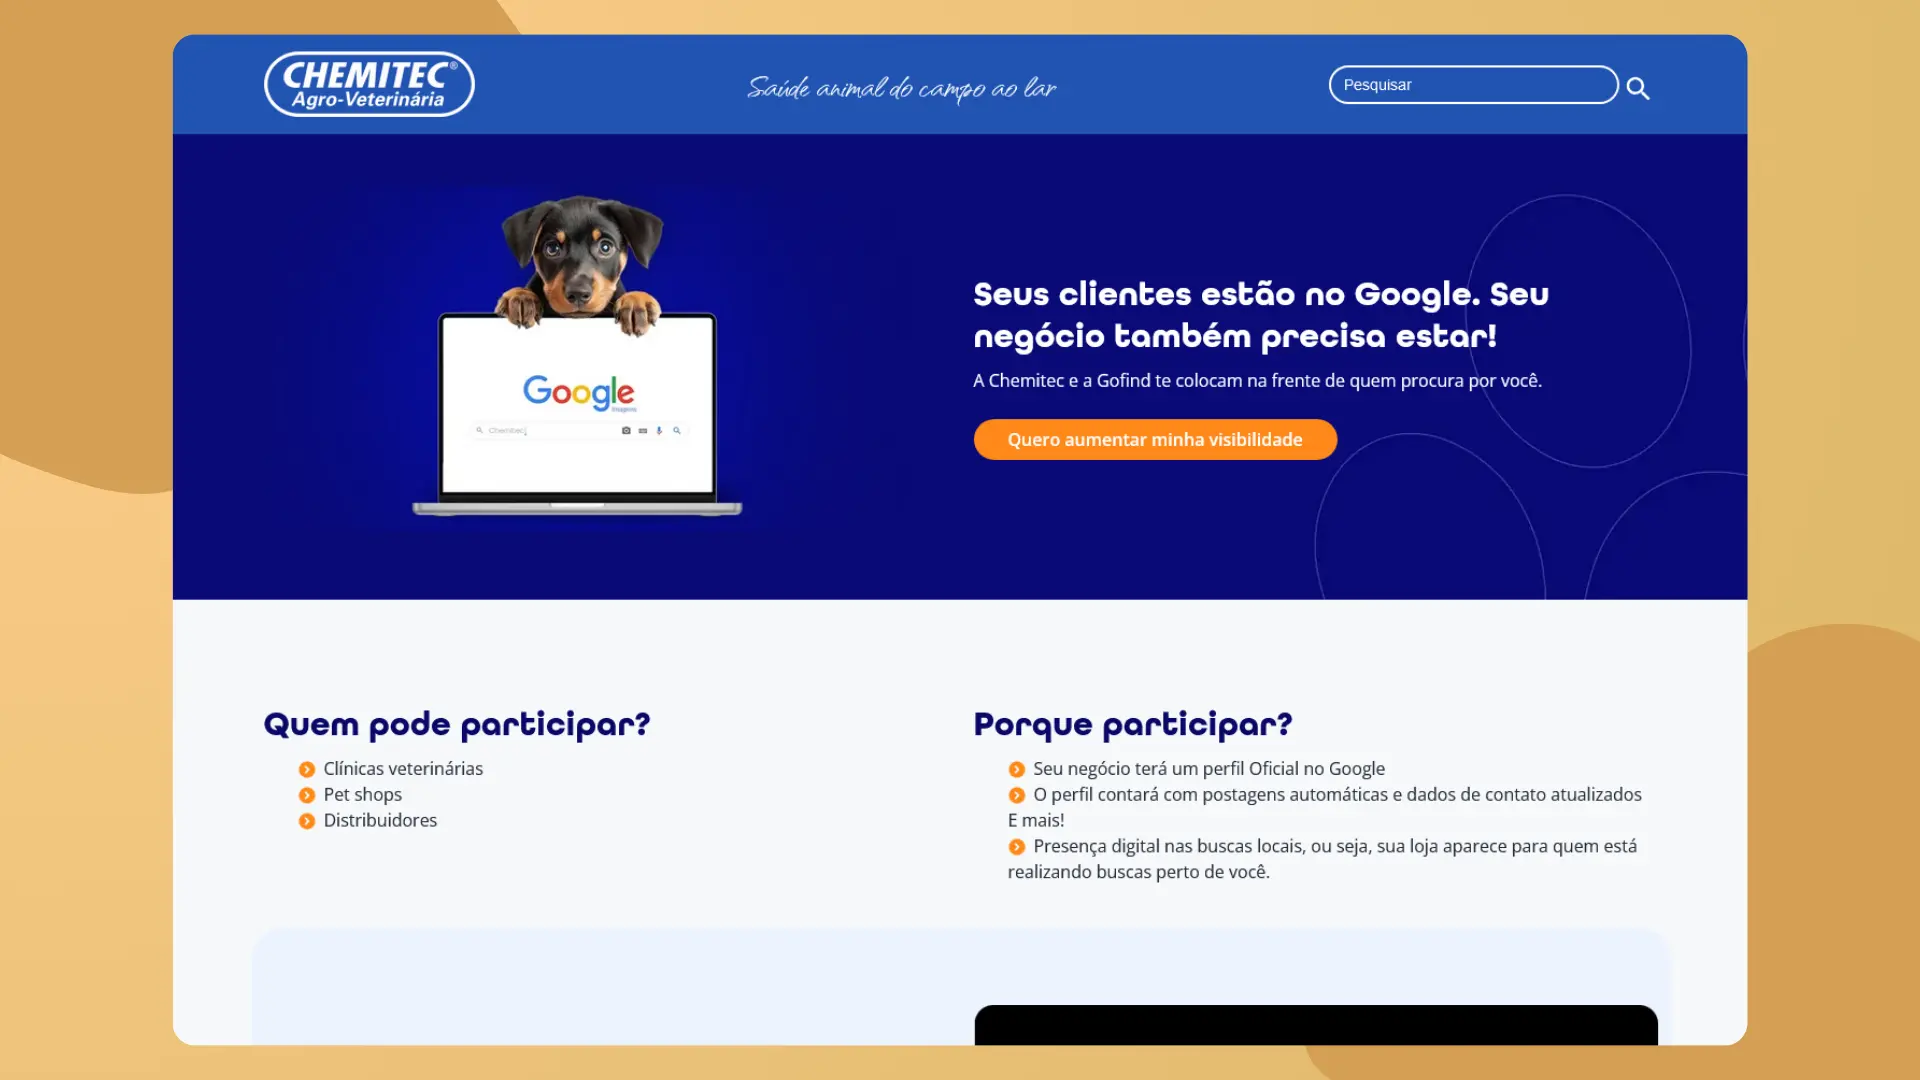 CHEMITEC®
Agro-Veterinária
Saúde animal do campo ao lar
Pesquisar
Google
Imagens
Chemitec
Seus clientes estão no Google. Seu
negócio também precisa estar!
A Chemitec e a Gofind te colocam na frente de quem procura por você.
Quero aumentar minha visibilidade
Quem pode participar?
Clínicas veterinárias
Pet shops
Distribuidores
Porque participar?
Seu negócio terá um perfil Oficial no Google
O perfil contará com postagens automáticas e dados de contato atualizados
E mais!
Presença digital nas buscas locais, ou seja, sua loja aparece para quem está
realizando buscas perto de você.